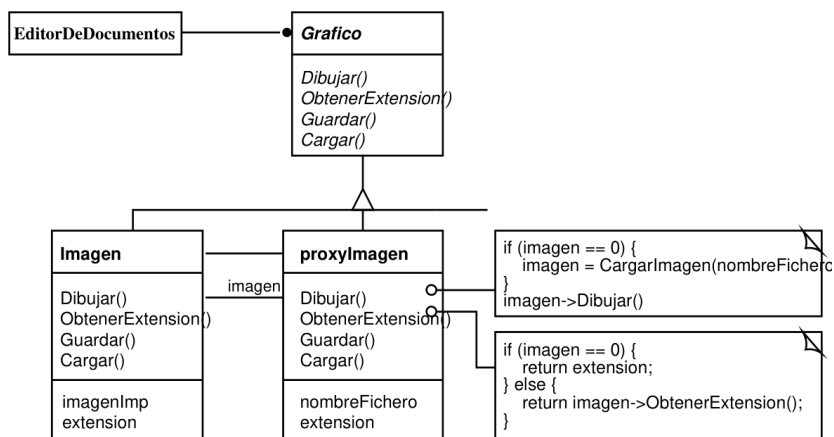 EditorDeDocumentos
Grafico
Dibujar()
ObtenerExtension()
Guardar()
Cargar()
Imagen
Dibujar()
ObtenerExtension()
Guardar()
Cargar()
imagenImp
extension
imagen
proxyImagen
Dibujar()
ObtenerExtension()
Guardar()
Cargar()
nombreFichero
extension
if (imagen == 0) {
imagen = CargarImagen(nombreFichero
}
imagen->Dibujar()
if (imagen == 0) {
return extension;
} else {
return imagen->ObtenerExtension();
}